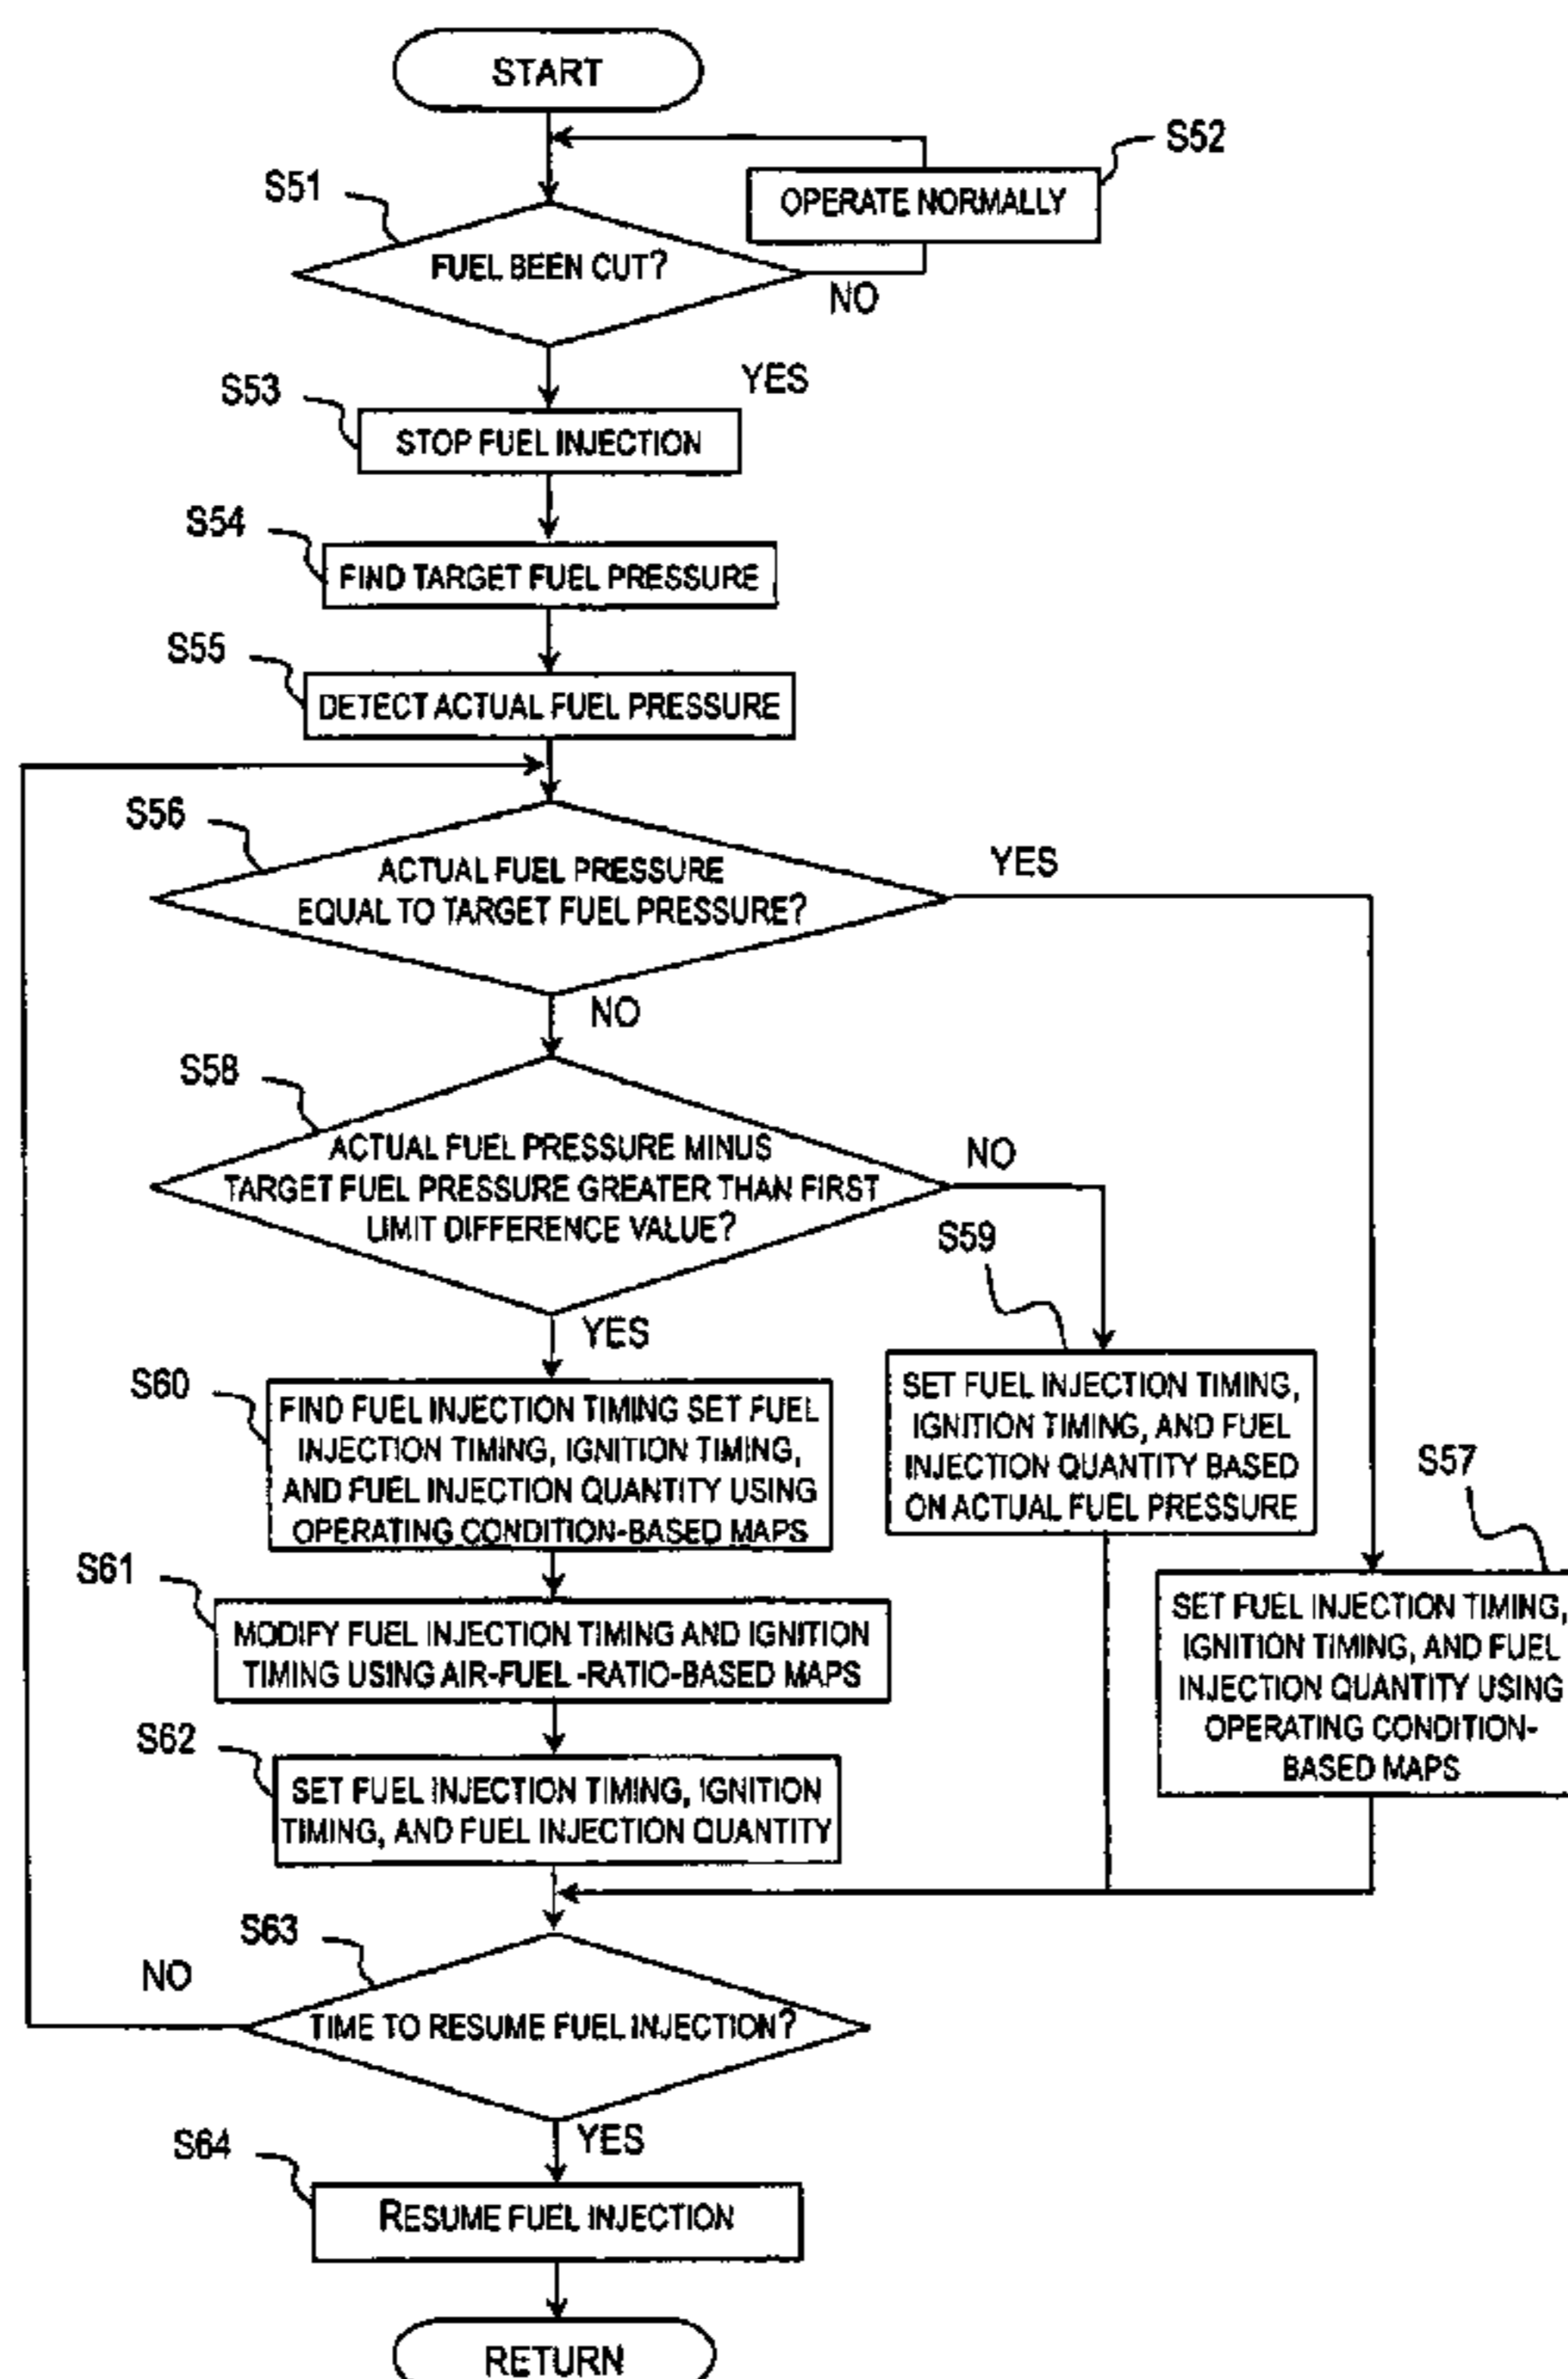 START
S52
OPERATE NORMALLY
S51
FUEL BEEN CUT?
NO
YES
S53
STOP FUEL INJECTION
S54
FIND TARGET FUEL PRESSURE
S55
DETECT ACTUAL FUEL PRESSURE
S56
ACTUAL FUEL PRESSURE
EQUAL TO TARGET FUEL PRESSURE?
YES
NO
S58
ACTUAL FUEL PRESSURE MINUS
TARGET FUEL PRESSURE GREATER THAN FIRST
LIMIT DIFFERENCE VALUE?
NO
YES
S59
SET FUEL INJECTION TIMING,
IGNITION TIMING, AND FUEL
INJECTION QUANTITY BASED
ON ACTUAL FUEL PRESSURE
S60
FIND FUEL INJECTION TIMING SET FUEL
INJECTION TIMING, IGNITION TIMING,
AND FUEL INJECTION QUANTITY USING
OPERATING CONDITION-BASED MAPS
S57
SET FUEL INJECTION TIMING,
IGNITION TIMING, AND FUEL
INJECTION QUANTITY USING
OPERATING CONDITION-
BASED MAPS
S61
MODIFY FUEL INJECTION TIMING AND IGNITION
TIMING USING AIR-FUEL -RATIO-BASED MAPS
S62
SET FUEL INJECTION TIMING, IGNITION
TIMING, AND FUEL INJECTION QUANTITY
S63
NO
TIME TO RESUME FUEL INJECTION?
YES
S64
RESUME FUEL INJECTION
RETURN